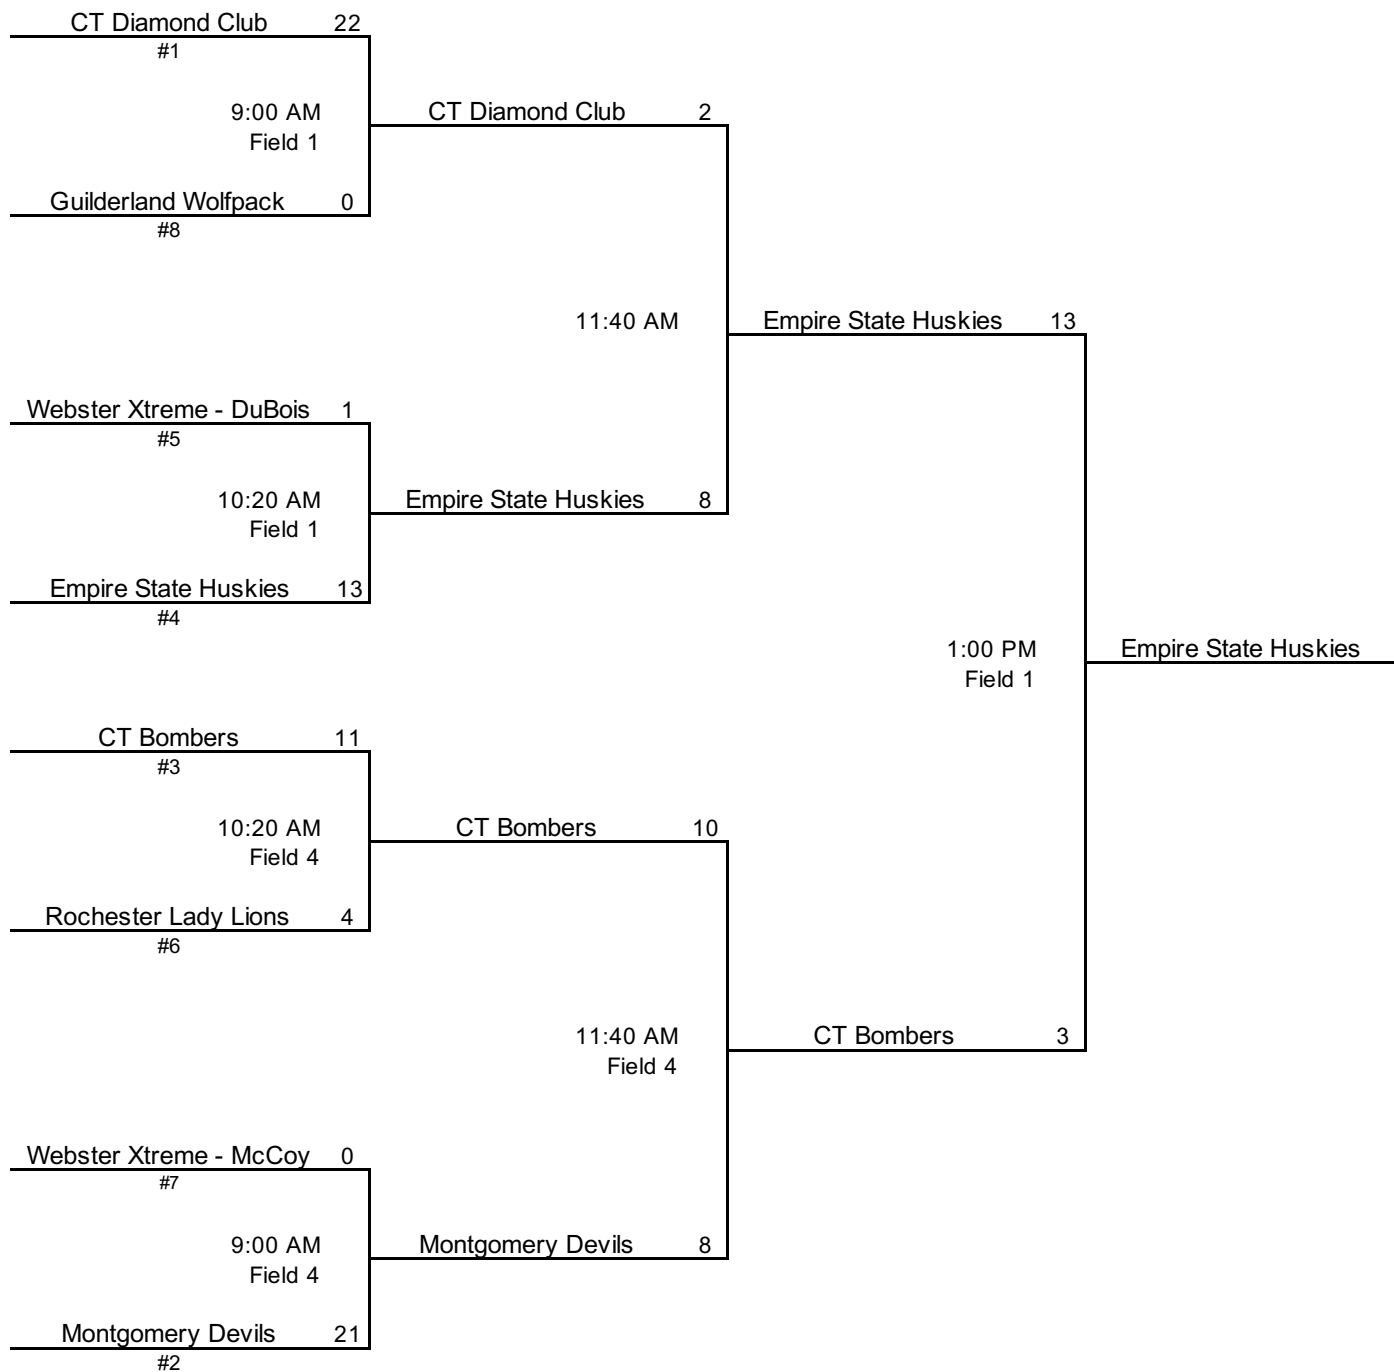 CT Diamond Club 22
#1
9:00 AM
Field 1
CT Diamond Club 2
Guilderland Wolfpack 0
#8
11:40 AM
Empire State Huskies 13
Webster Xtreme - DuBois 1
#5
10:20 AM
Field 1
Empire State Huskies 8
Empire State Huskies 13
#4
1:00 PM
Field 1
Empire State Huskies
CT Bombers 11
#3
10:20 AM
Field 4
CT Bombers 10
Rochester Lady Lions 4
#6
11:40 AM
Field 4
CT Bombers 3
Webster Xtreme - McCoy 0
#7
9:00 AM
Field 4
Montgomery Devils 8
Montgomery Devils 21
#2